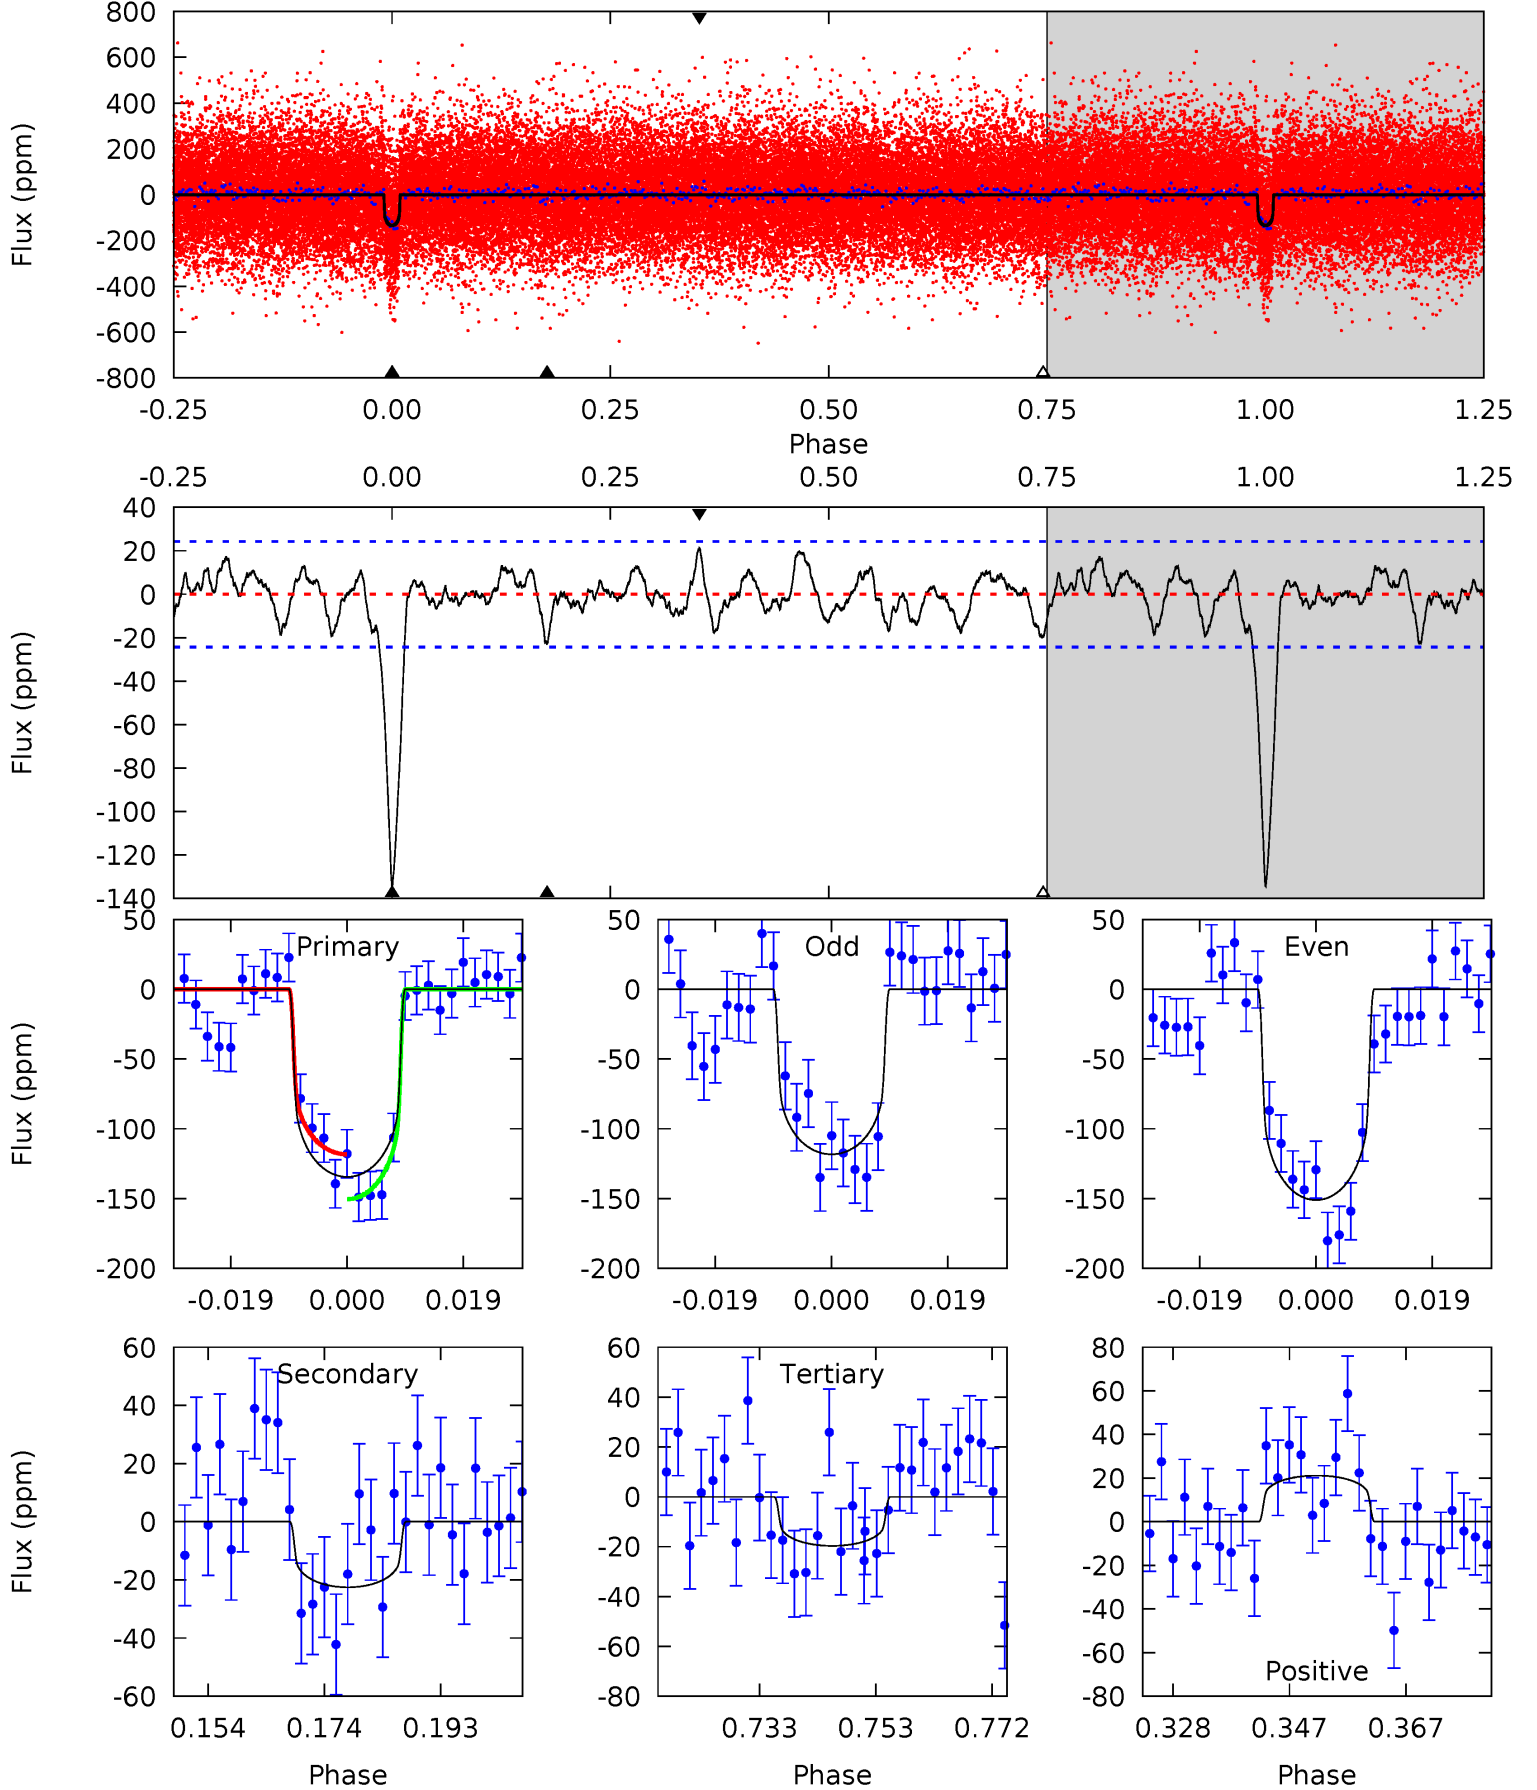 800
600
400
200
0
-200
-400
-600
-800
Flux (ppm)
-0.25 0.00 0.25 0.50 0.75 1.00 1.25
Phase
-0.25 0.00 0.25 0.50 0.75 1.00 1.25
40
20
0
-20
-40
-60
-80
-100
-120
-140
Flux (ppm)
Primary Odd Even
50 50 50
0 0 0
-50 -50 -50
-100 -100 -100
-150 -150 -150
-200 -200 -200
Flux (ppm)
-0.019 0.000 0.019 -0.019 0.000 0.019 -0.019 0.000 0.019
Secondary Tertiary Positive
60 60 80
40 40 60
20 20 40
0 0 20
-20 -20 0
-40 -40 -20
-60 -60 -40
-80 -60
-80
Flux (ppm)
0.154 0.174 0.193 0.733 0.753 0.772 0.328 0.347 0.367
Phase Phase Phase